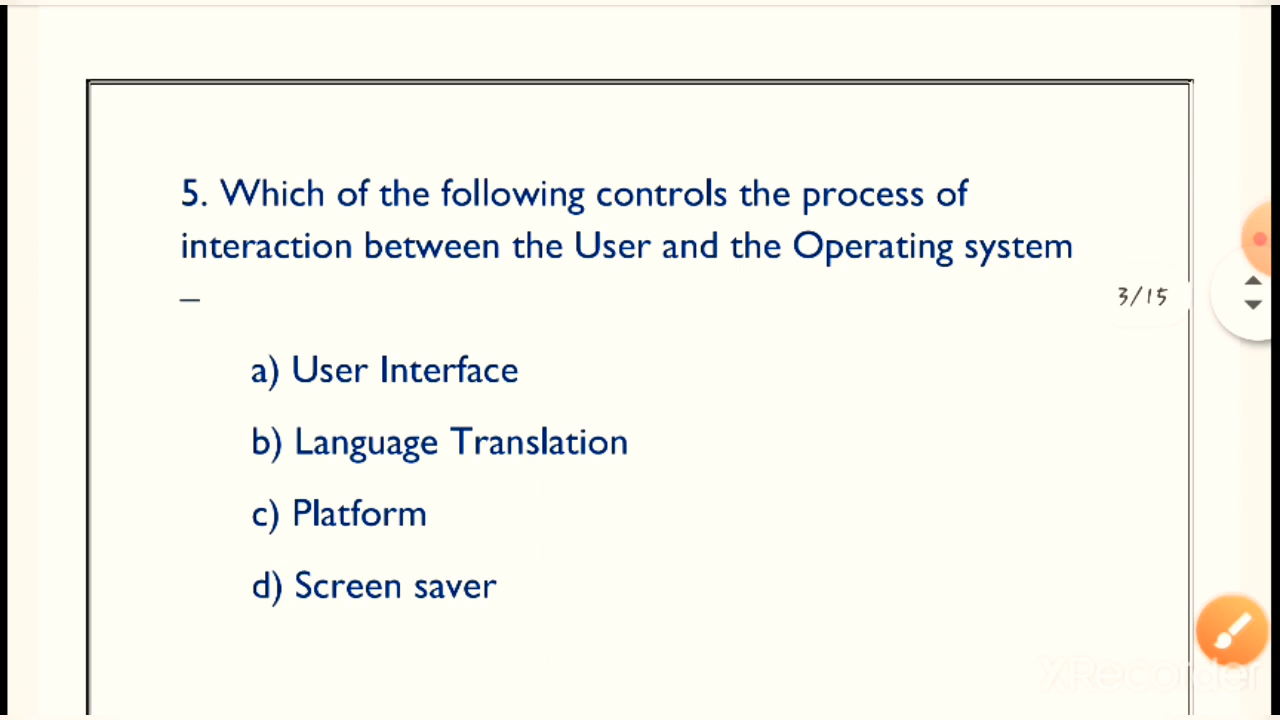 5. Which of the following controls the process of
interaction between the User and the Operating system
–
3/15
a) User Interface
b) Language Translation
c) Platform
d) Screen saver
XRecorder